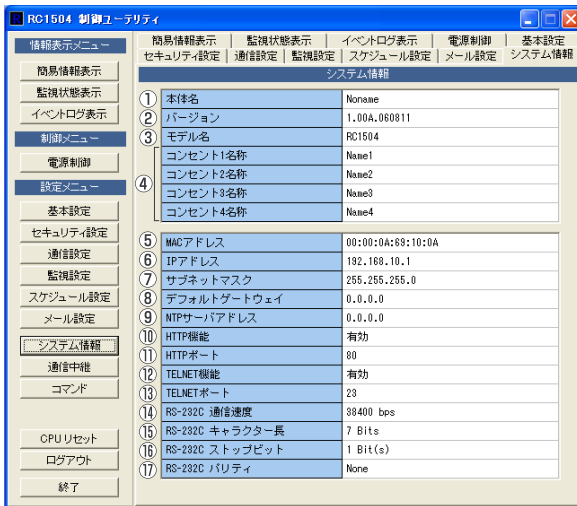 RC1504 制御ユーティリティ
情報表示メニュー
簡易情報表示
監視状態表示
イベントログ表示
制御メニュー
電源制御
設定メニュー
基本設定
セキュリティ設定
通信設定
監視設定
スケジュール設定
メール設定
システム情報
通信中継
コマンド
CPUリセット
ログアウト
終了
簡易情報表示 監視状態表示 イベントログ表示 電源制御 基本設定
セキュリティ設定 通信設定 監視設定 スケジュール設定 メール設定 システム情報
システム情報
① 本体名 Noname
② バージョン 1.00A.060811
③ モデル名 RC1504
④ コンセント1名称 Name1
コンセント2名称 Name2
コンセント3名称 Name3
コンセント4名称 Name4
⑤ MACアドレス 00:00:0A:69:10:0A
⑥ IPアドレス 192.168.10.1
⑦ サブネットマスク 255.255.255.0
⑧ デフォルトゲートウェイ 0.0.0.0
⑨ NTPサーバアドレス 0.0.0.0
⑩ HTTP機能 有効
⑪ HTTPポート 80
⑫ TELNET機能 有効
⑬ TELNETポート 23
⑭ RS-232C 通信速度 38400 bps
⑮ RS-232C キャラクター長 7 Bits
⑯ RS-232C ストップビット 1 Bit(s)
⑰ RS-232C パリティ None